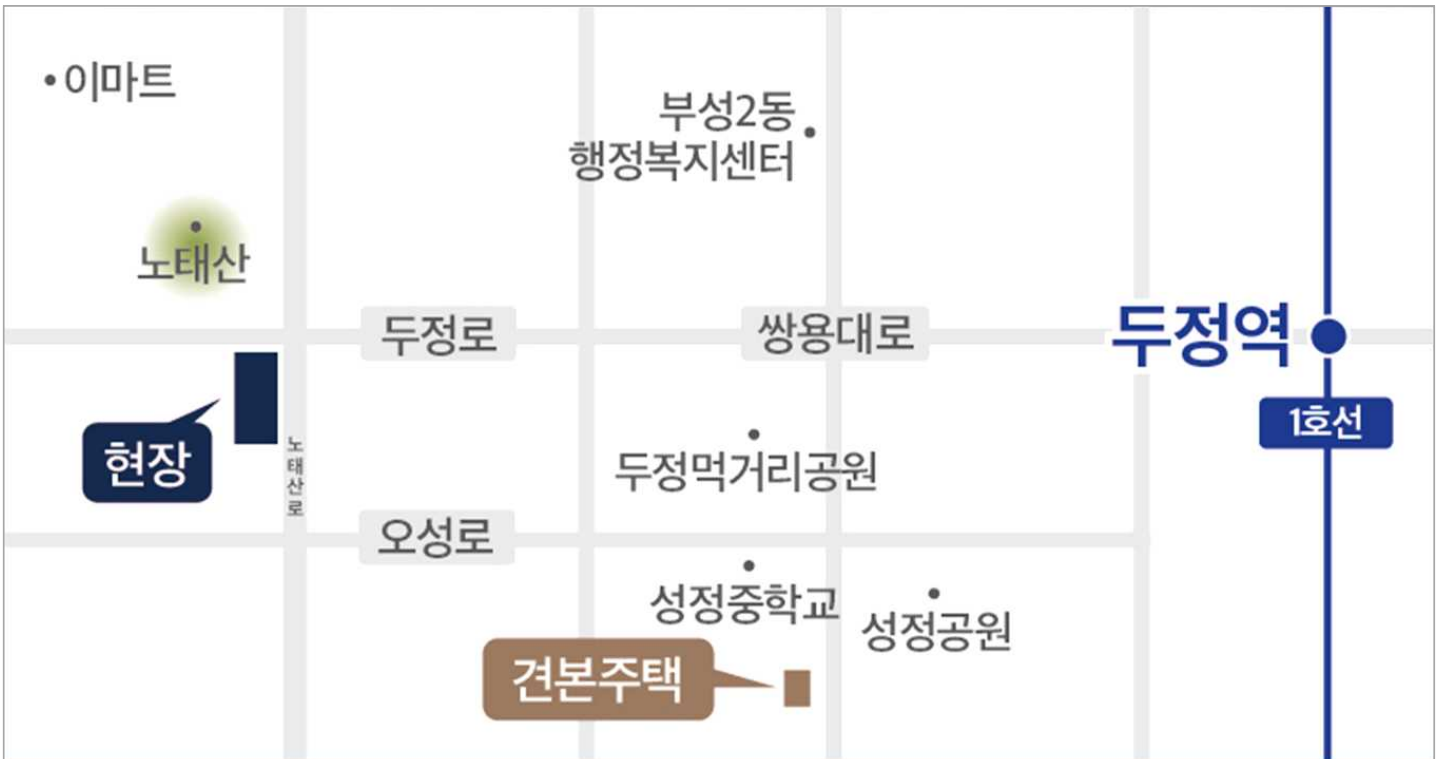 이마트
부성2동
행정복지센터
노태산
두정로
쌍용대로
두정역
1호선
현장
노태산로
두정먹거리공원
오성로
성정중학교
성정공원
견본주택